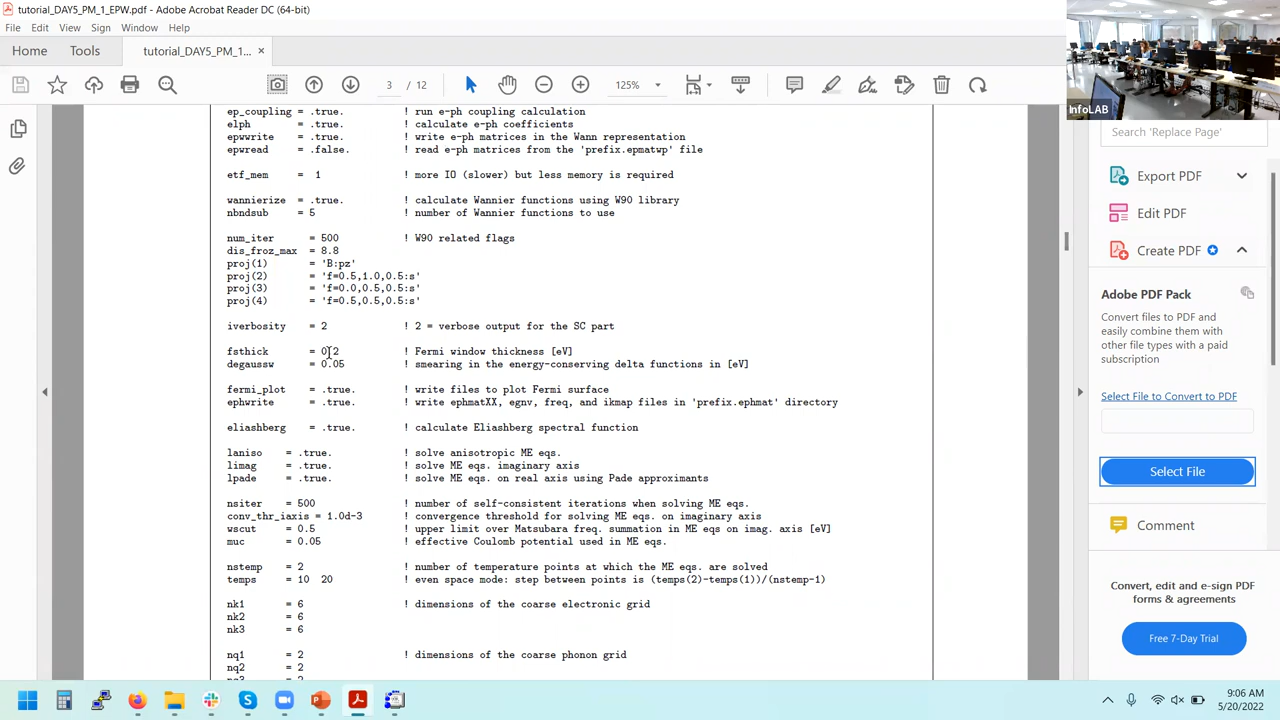 tutorial_DAY5_PM_1_EPW.pdf - Adobe Acrobat Reader DC (64-bit)
File Edit View Sign Window Help
Home Tools tutorial_DAY5_PM_1... ×
3 / 12 125%
InfoLAB
ep_coupling = .true. ! run e-ph coupling calculation
elph = .true. ! calculate e-ph coefficients
epwwrite = .true. ! write e-ph matrices in the Wann representation
epwread = .false. ! read e-ph matrices from the 'prefix.epmatwp' file
etf_mem = 1 ! more IO (slower) but less memory is required
wannierize = .true. ! calculate Wannier functions using W90 library
nbndsub = 5 ! number of Wannier functions to use
num_iter = 500 ! W90 related flags
dis_froz_max = 8.8
proj(1) = 'B:pz'
proj(2) = 'f=0.5,1.0,0.5:s'
proj(3) = 'f=0.0,0.5,0.5:s'
proj(4) = 'f=0.5,0.5,0.5:s'
iverbosity = 2 ! 2 = verbose output for the SC part
fsthick = 0.2 ! Fermi window thickness [eV]
degaussw = 0.05 ! smearing in the energy-conserving delta functions in [eV]
fermi_plot = .true. ! write files to plot Fermi surface
ephwrite = .true. ! write ephmatXX, egnv, freq, and ikmap files in 'prefix.ephmat' directory
eliashberg = .true. ! calculate Eliashberg spectral function
laniso = .true. ! solve anisotropic ME eqs.
limag = .true. ! solve ME eqs. imaginary axis
lpade = .true. ! solve ME eqs. on real axis using Pade approximants
nsiter = 500 ! number of self-consistent iterations when solving ME eqs.
conv_thr_iaxis = 1.0d-3 ! convergence threshold for solving ME eqs. on imaginary axis
wscut = 0.5 ! upper limit over Matsubara freq. summation in ME eqs on imag. axis [eV]
muc = 0.05 ! effective Coulomb potential used in ME eqs.
nstemp = 2 ! number of temperature points at which the ME eqs. are solved
temps = 10 20 ! even space mode: step between points is (temps(2)-temps(1))/(nstemp-1)
nk1 = 6 ! dimensions of the coarse electronic grid
nk2 = 6
nk3 = 6
nq1 = 2 ! dimensions of the coarse phonon grid
nq2 = 2
nq3 = 2
Search 'Replace Page'
Export PDF
Edit PDF
Create PDF
Adobe PDF Pack
Convert files to PDF and
easily combine them with
other file types with a paid
subscription
Select File to Convert to PDF
Select File
Comment
Convert, edit and e-sign PDF
forms & agreements
Free 7-Day Trial
9:06 AM
5/20/2022